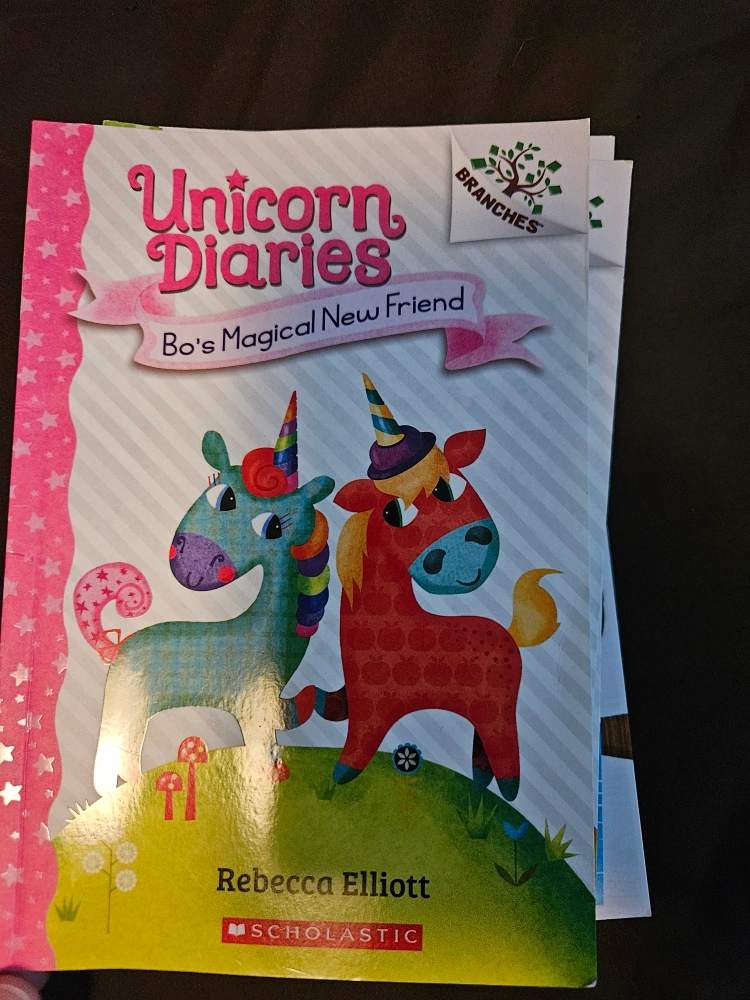 Unicorn
Diaries
BRANCHES
Bo's Magical New Friend
Rebecca Elliott
SCHOLASTIC